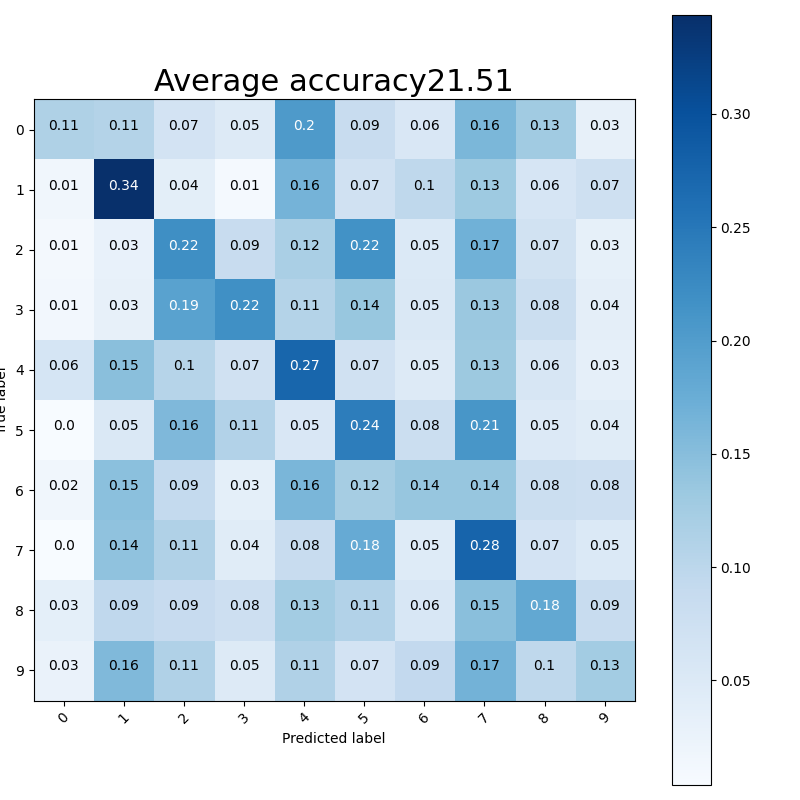 Average accuracy21.51
0 0.11 0.11 0.07 0.05 0.2 0.09 0.06 0.16 0.13 0.03
1 0.01 0.34 0.04 0.01 0.16 0.07 0.1 0.13 0.06 0.07
2 0.01 0.03 0.22 0.09 0.12 0.22 0.05 0.17 0.07 0.03
3 0.01 0.03 0.19 0.22 0.11 0.14 0.05 0.13 0.08 0.04
4 0.06 0.15 0.1 0.07 0.27 0.07 0.05 0.13 0.06 0.03
5 0.0 0.05 0.16 0.11 0.05 0.24 0.08 0.21 0.05 0.04
6 0.02 0.15 0.09 0.03 0.16 0.12 0.14 0.14 0.08 0.08
7 0.0 0.14 0.11 0.04 0.08 0.18 0.05 0.28 0.07 0.05
8 0.03 0.09 0.09 0.08 0.13 0.11 0.06 0.15 0.18 0.09
9 0.03 0.16 0.11 0.05 0.11 0.07 0.09 0.17 0.1 0.13
0 1 2 3 4 5 6 7 8 9
Predicted label
label
0.30
0.25
0.20
0.15
0.10
0.05